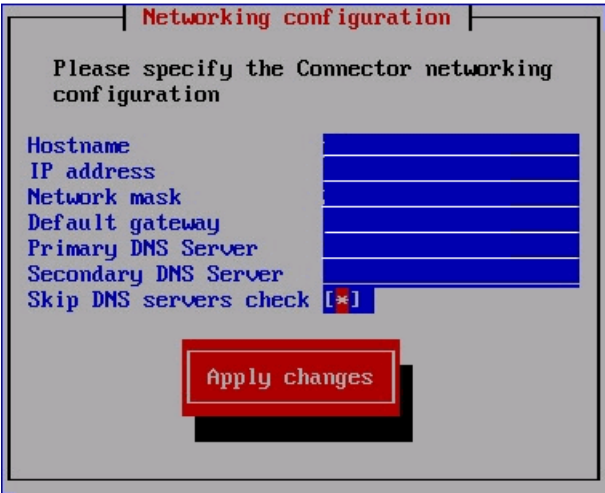 Networking configuration
Please specify the Connector networking
configuration
Hostname
IP address
Network mask
Default gateway
Primary DNS Server
Secondary DNS Server
Skip DNS servers check [*]
Apply changes